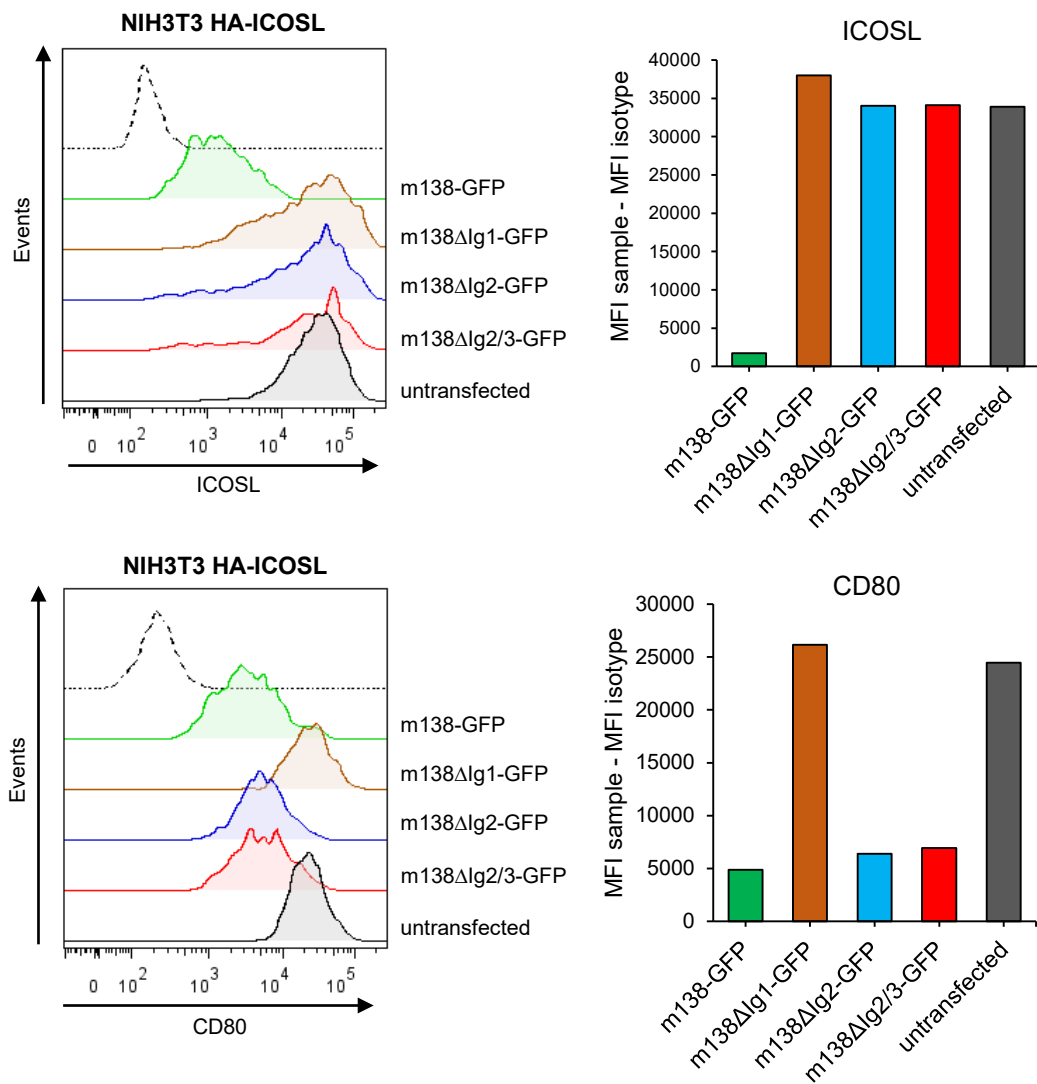 NIH3T3 HA-ICOSL
Events
m138-GFP
m138ΔIg1-GFP
m138ΔIg2-GFP
m138ΔIg2/3-GFP
untransfected
0 10² 10³ 10⁴ 10⁵
ICOSL
ICOSL
MFI sample - MFI isotype
40000
35000
30000
25000
20000
15000
10000
5000
0
m138-GFP
m138ΔIg1-GFP
m138ΔIg2-GFP
m138ΔIg2/3-GFP
untransfected
NIH3T3 HA-ICOSL
Events
m138-GFP
m138ΔIg1-GFP
m138ΔIg2-GFP
m138ΔIg2/3-GFP
untransfected
0 10² 10³ 10⁴ 10⁵
CD80
CD80
MFI sample - MFI isotype
30000
25000
20000
15000
10000
5000
0
m138-GFP
m138ΔIg1-GFP
m138ΔIg2-GFP
m138ΔIg2/3-GFP
untransfected